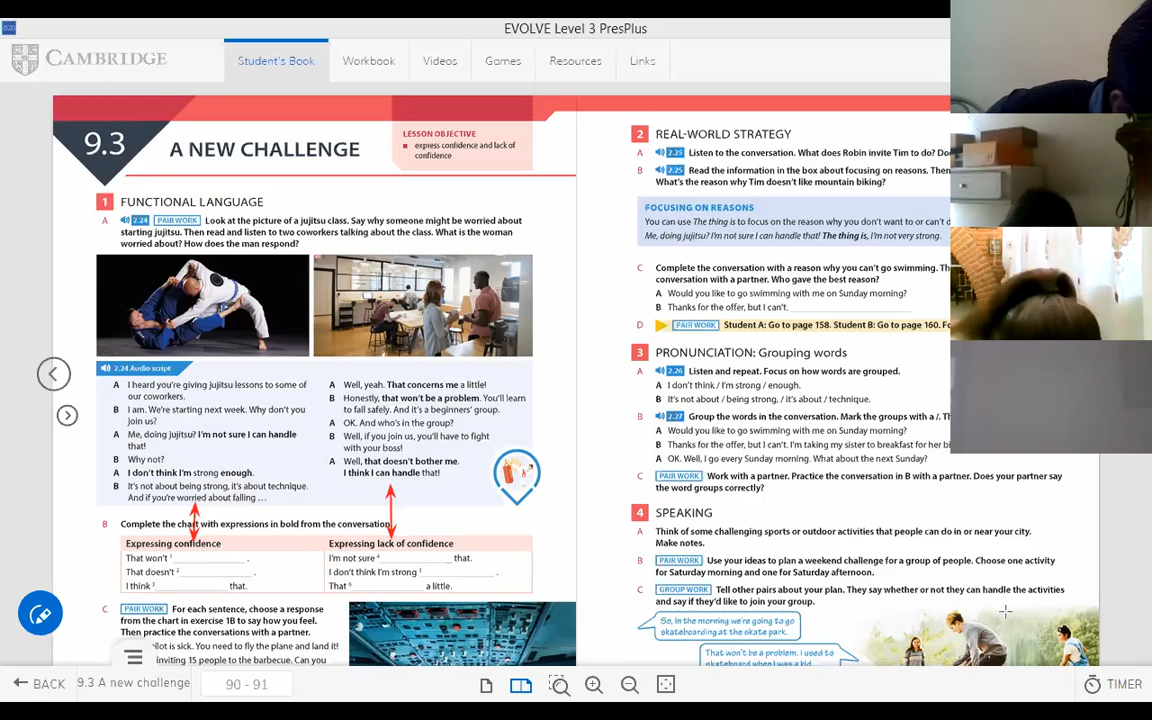 EVOLVE Level 3 PresPlus
CAMBRIDGE
Student's Book
Workbook
Videos
Games
Resources
Links
9.3
A NEW CHALLENGE
LESSON OBJECTIVE
express confidence and lack of
confidence
1 FUNCTIONAL LANGUAGE
A 2.24 PAIR WORK Look at the picture of a jujitsu class. Say why someone might be worried about
starting jujitsu. Then read and listen to two coworkers talking about the class. What is the woman
worried about? How does the man respond?
2.24 Audio script
A I heard you're giving jujitsu lessons to some of
our coworkers.
B I am. We're starting next week. Why don't you
join us?
A Me, doing jujitsu? I'm not sure I can handle
that!
B Why not?
A I don't think I'm strong enough.
B It's not about being strong, it's about technique.
And if you're worried about falling ...
A Well, yeah. That concerns me a little!
B Honestly, that won't be a problem. You'll learn
to fall safely. And it's a beginners' group.
A OK. And who's in the group?
B Well, if you join us, you'll have to fight
with your boss!
A Well, that doesn't bother me.
I think I can handle that!
B Complete the chart with expressions in bold from the conversation.
Expressing confidence
That won't 1 .
That doesn't 2 .
I think 3 that.
Expressing lack of confidence
I'm not sure 4 that.
I don't think I'm strong 5 .
That 6 a little.
C PAIR WORK For each sentence, choose a response
from the chart in exercise 1B to say how you feel.
Then practice the conversations with a partner.
ilot is sick. You need to fly the plane and land it!
inviting 15 people to the barbecue. Can you
2 REAL-WORLD STRATEGY
A 2.25 Listen to the conversation. What does Robin invite Tim to do? Do
B 2.25 Read the information in the box about focusing on reasons. Then
What's the reason why Tim doesn't like mountain biking?
FOCUSING ON REASONS
You can use The thing is to focus on the reason why you don't want to or can't d
Me, doing jujitsu? I'm not sure I can handle that! The thing is, I'm not very strong.
C Complete the conversation with a reason why you can't go swimming. Th
conversation with a partner. Who gave the best reason?
A Would you like to go swimming with me on Sunday morning?
B Thanks for the offer, but I can't.
D PAIR WORK Student A: Go to page 158. Student B: Go to page 160. Fo
3 PRONUNCIATION: Grouping words
A 2.26 Listen and repeat. Focus on how words are grouped.
A I don't think / I'm strong / enough.
B It's not about / being strong, / it's about / technique.
B 2.27 Group the words in the conversation. Mark the groups with a /. Th
A Would you like to go swimming with me on Sunday morning?
B Thanks for the offer, but I can't. I'm taking my sister to breakfast for her bi
A OK. Well, I go every Sunday morning. What about the next Sunday?
C PAIR WORK Work with a partner. Practice the conversation in B with a partner. Does your partner say
the word groups correctly?
4 SPEAKING
A Think of some challenging sports or outdoor activities that people can do in or near your city.
Make notes.
B PAIR WORK Use your ideas to plan a weekend challenge for a group of people. Choose one activity
for Saturday morning and one for Saturday afternoon.
C GROUP WORK Tell other pairs about your plan. They say whether or not they can handle the activities
and say if they'd like to join your group.
So, in the morning we're going to go
skateboarding at the skate park.
That won't be a problem. I used to
skateboard when I was a kid
BACK
9.3 A new challenge
90 - 91
TIMER